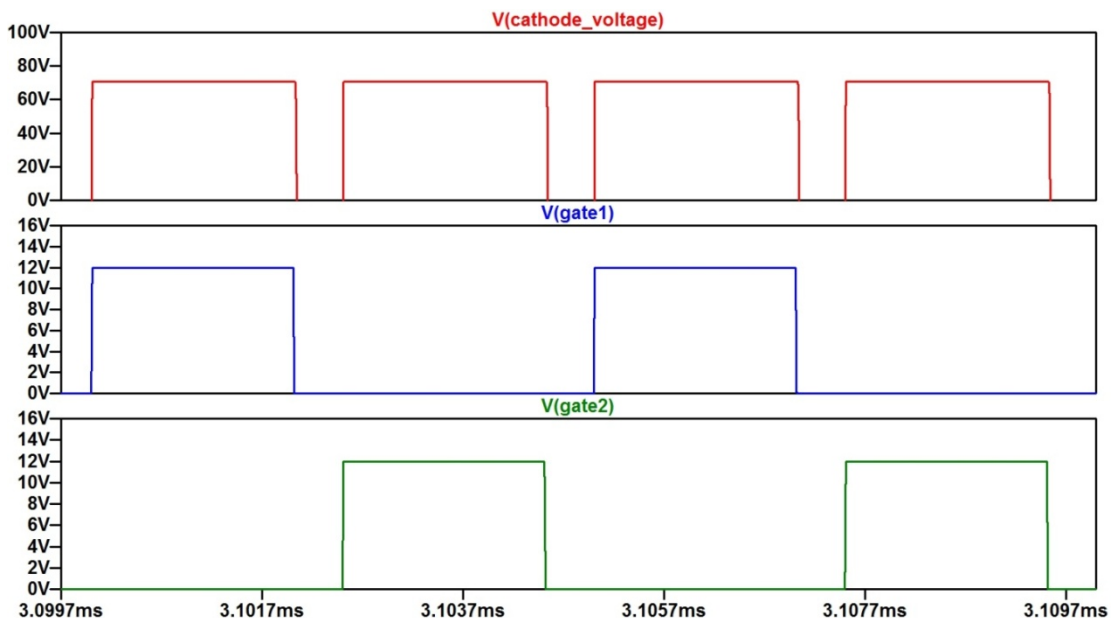 V(cathode_voltage)
100V
80V
60V
40V
20V
0V
V(gate1)
16V
14V
12V
10V
8V
6V
4V
2V
0V
V(gate2)
16V
14V
12V
10V
8V
6V
4V
2V
0V
3.0997ms 3.1017ms 3.1037ms 3.1057ms 3.1077ms 3.1097ms